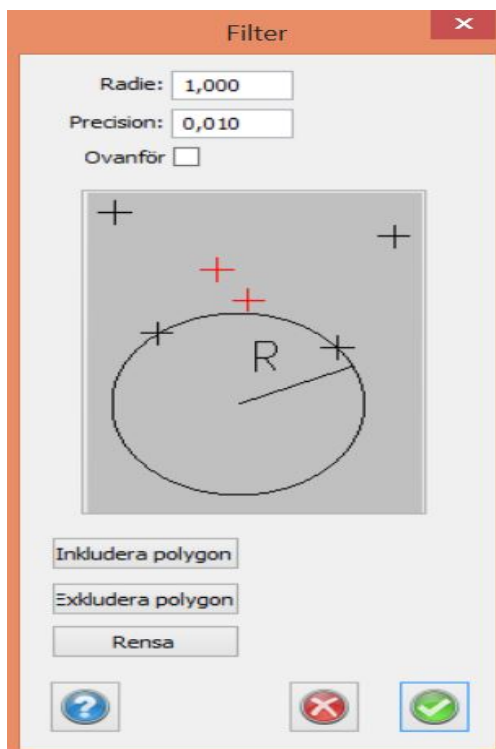 Filter
Radie: 1,000
Precision: 0,010
Ovanför
R
Inkludera polygon
Exkludera polygon
Rensa